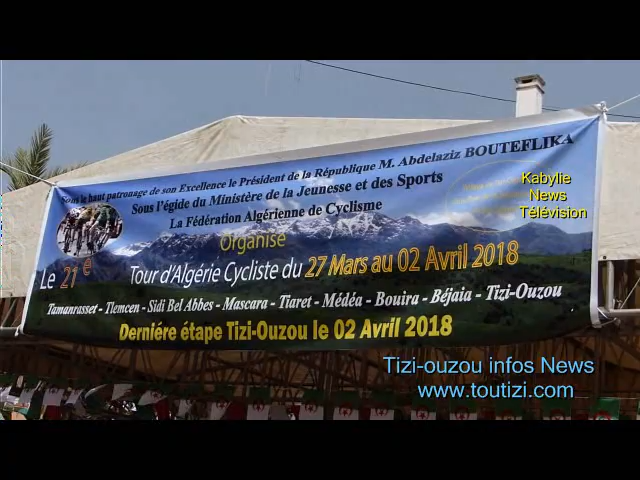 Sous le haut patronage de son Excellence le Président de la République M. Abdelaziz BOUTEFLIKA
Sous l'égide du Ministère de la Jeunesse et des Sports
La Fédération Algérienne de Cyclisme
Organise
Le 21e Tour d'Algérie Cycliste du 27 Mars au 02 Avril 2018
Tamanrasset - Tlemcen - Sidi Bel Abbes - Mascara - Tiaret - Médéa - Bouira - Béjaia - Tizi-Ouzou
Derniére étape Tizi-Ouzou le 02 Avril 2018
Kabylie
News
Télévision
Tizi-ouzou infos News
www.toutizi.com